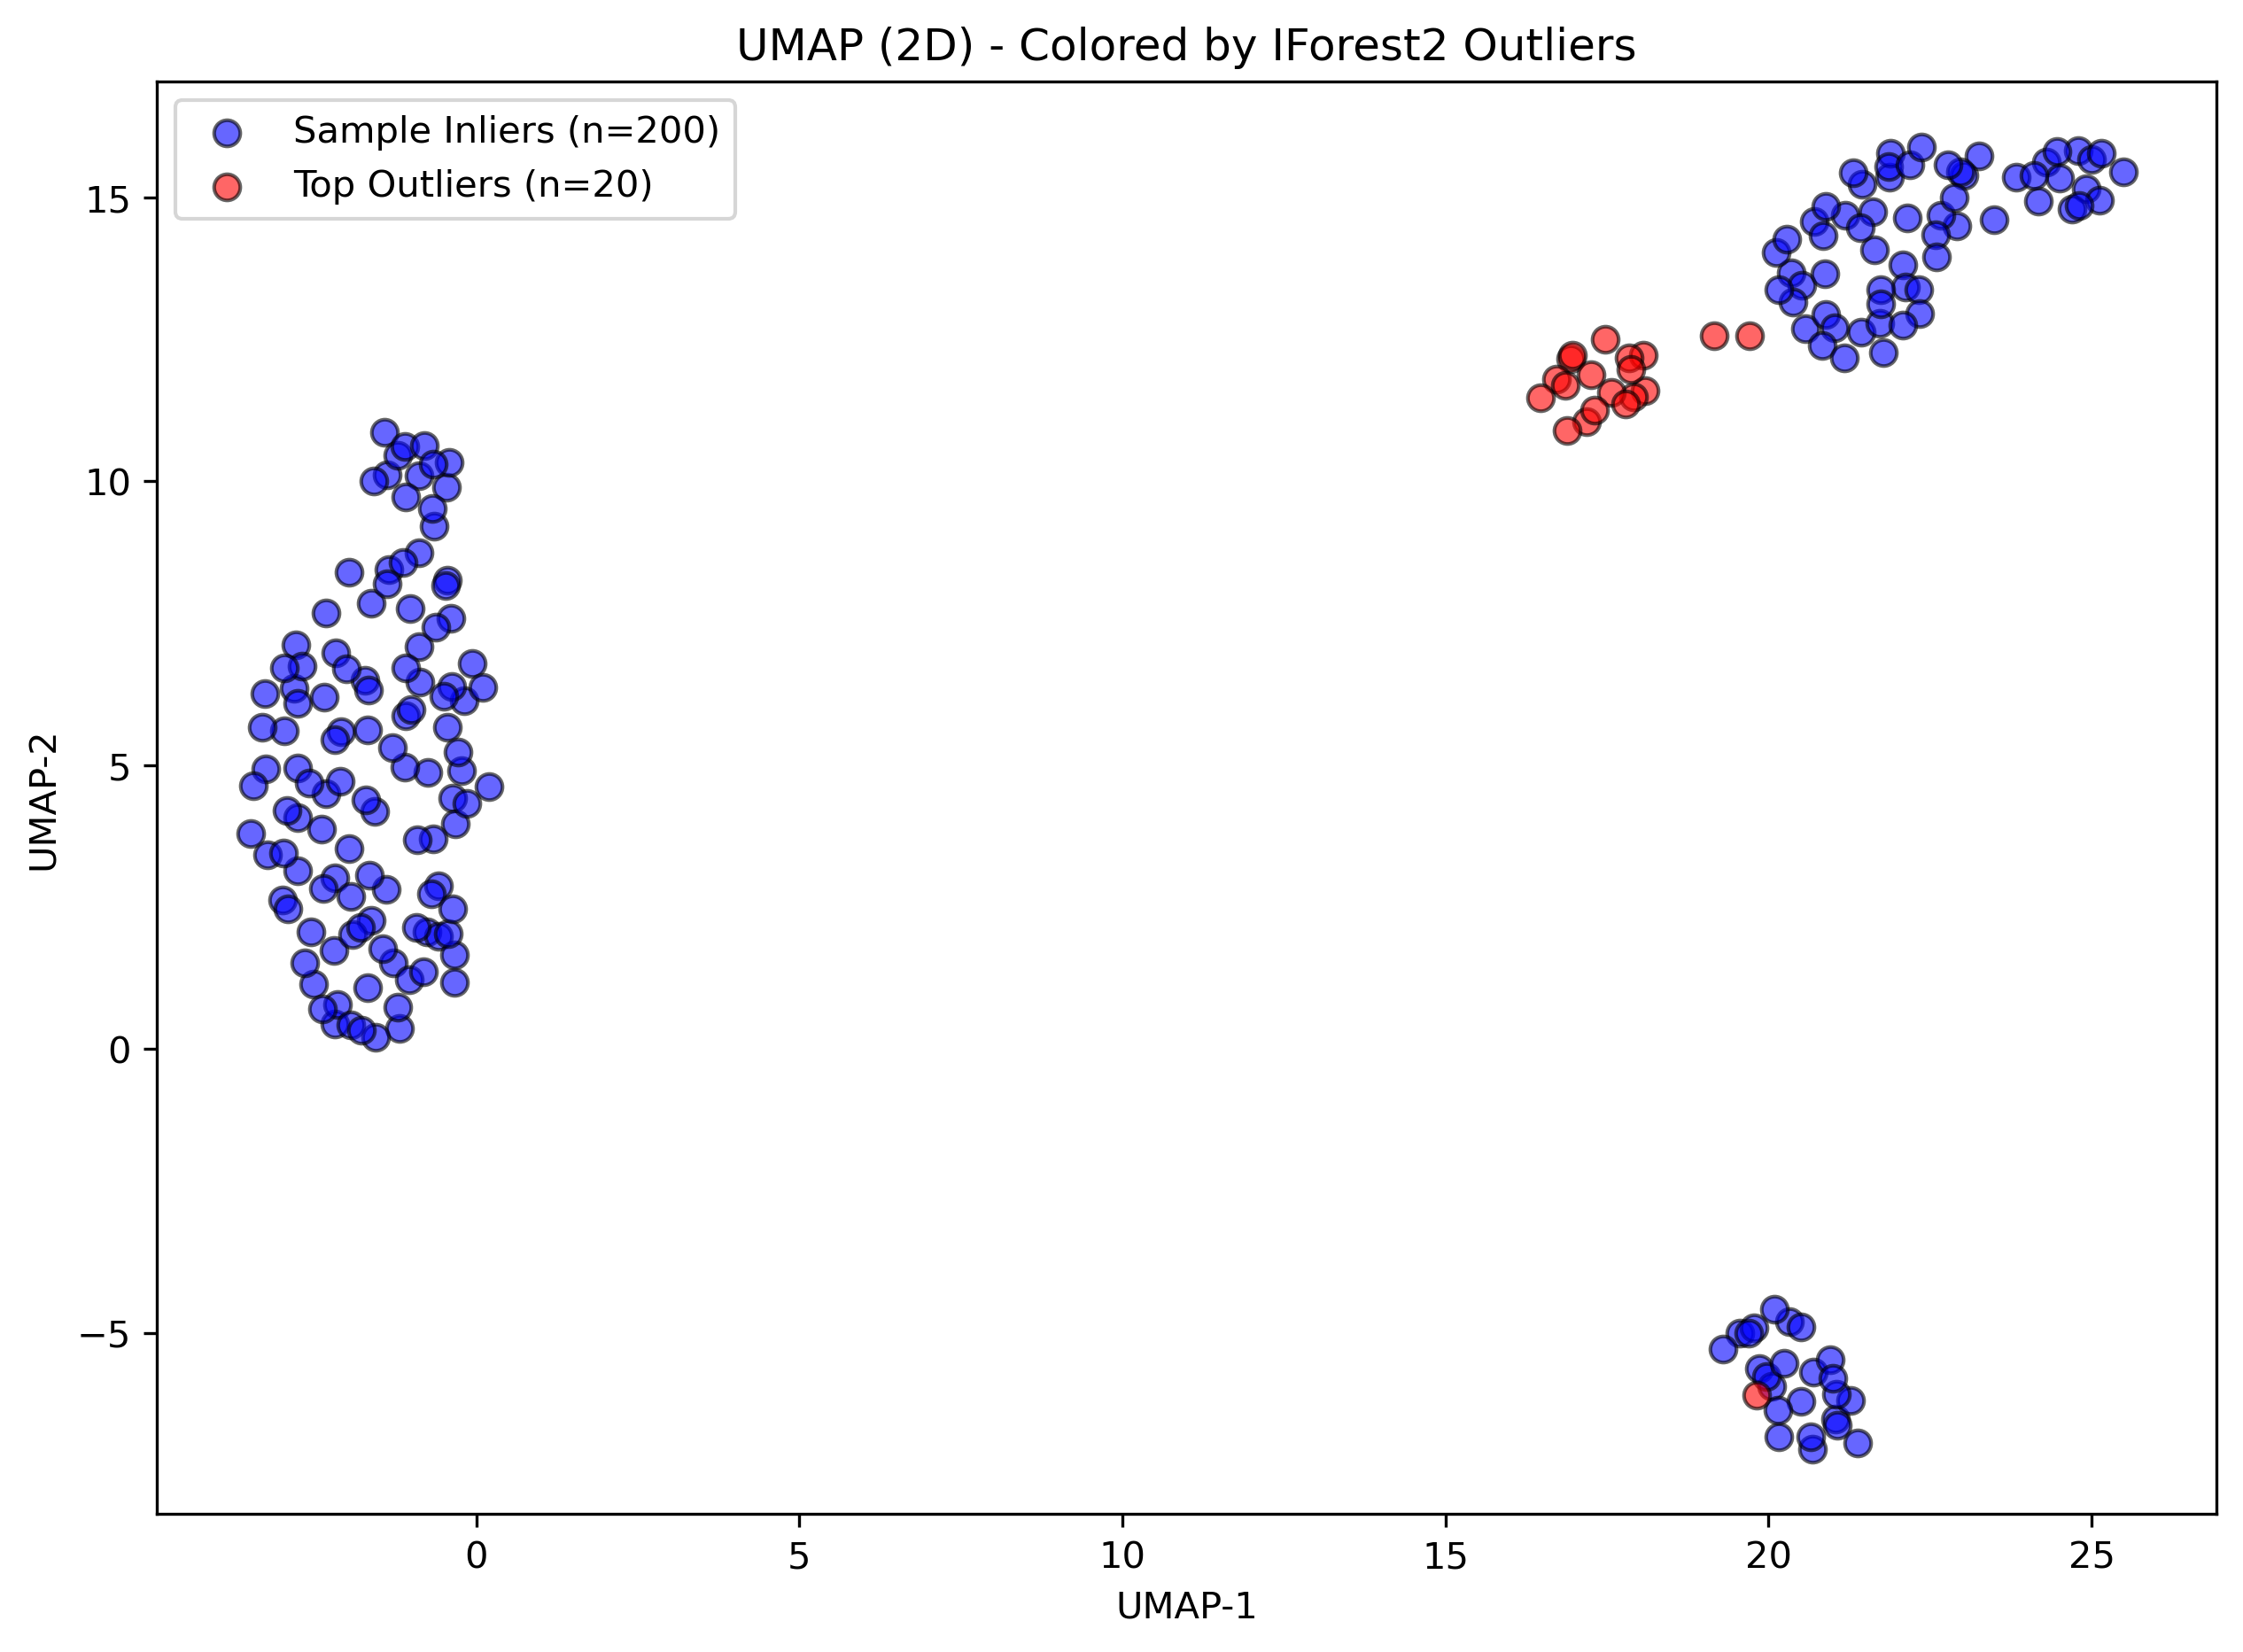 UMAP (2D) - Colored by IForest2 Outliers
Sample Inliers (n=200)
Top Outliers (n=20)
15
10
5
0
−5
UMAP-2
0
5
10
15
20
25
UMAP-1